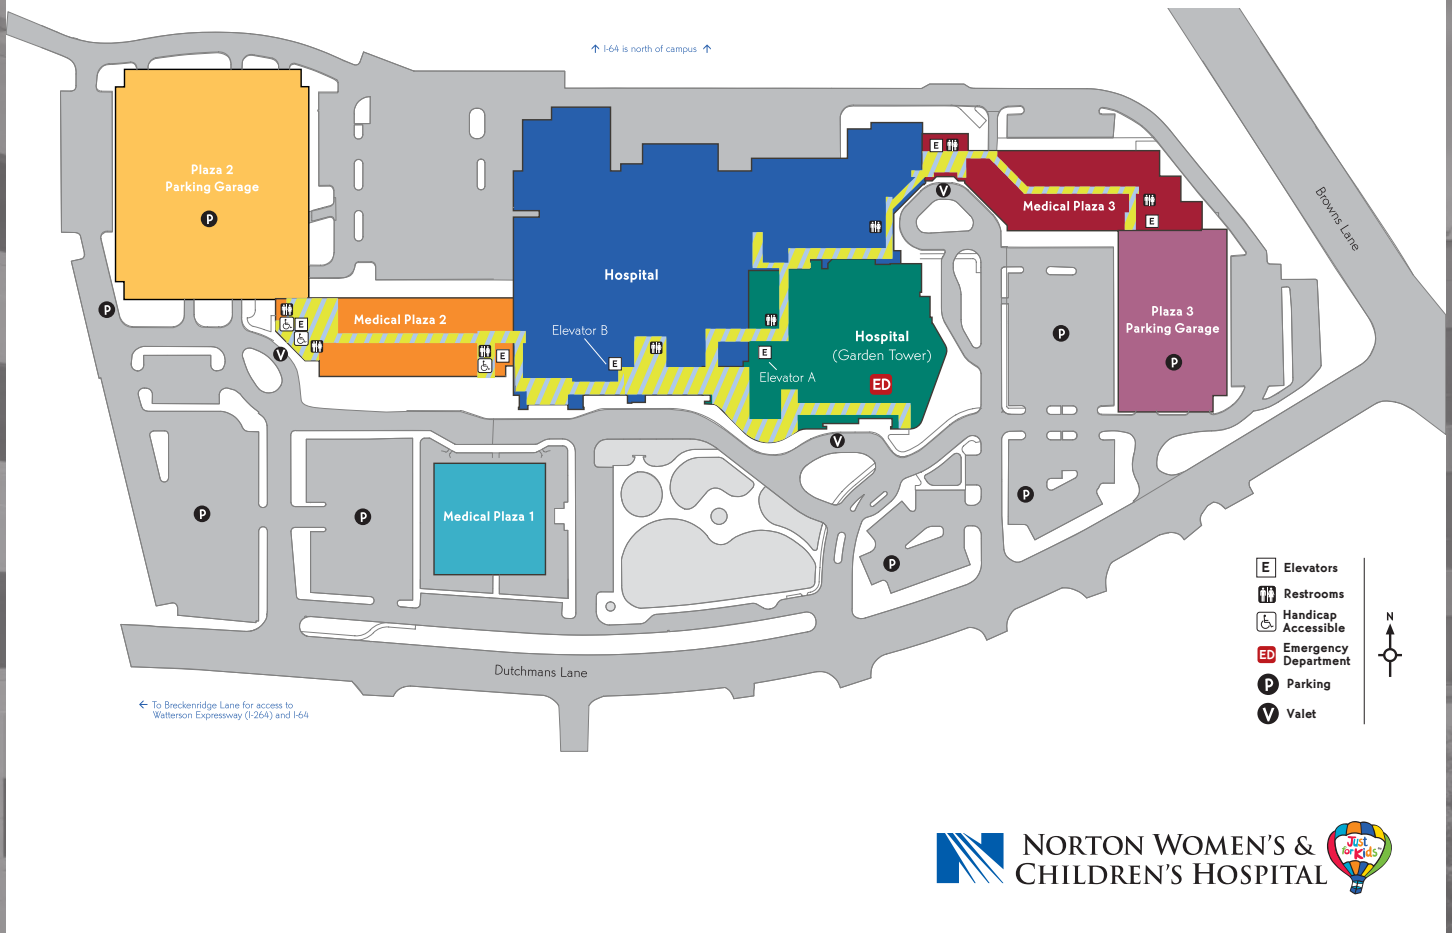 I-64 is north of campus
Plaza 2
Parking Garage
P
E
V
Medical Plaza 3
E
Browns Lane
Hospital
P
E
Medical Plaza 2
V
E
Elevator B
E
E
Elevator A
Hospital
(Garden Tower)
ED
Plaza 3
Parking Garage
P
P
V
P
P
Medical Plaza 1
P
P
Dutchmans Lane
To Breckenridge Lane for access to
Watterson Expressway (I-264) and I-64
E Elevators
Restrooms
Handicap
Accessible
ED Emergency
Department
P Parking
V Valet
N
NORTON WOMEN'S &
CHILDREN'S HOSPITAL
Just
for Kids